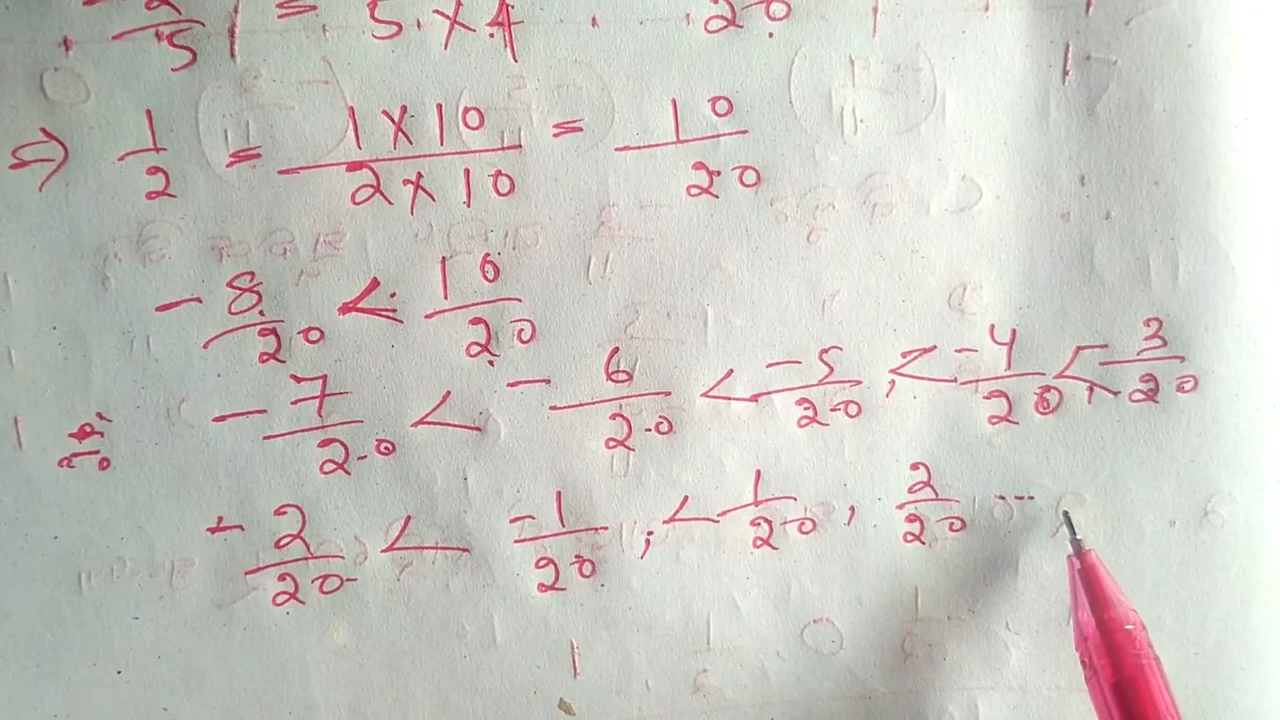 -2/5 = 5 × 4 20
⇒ 1/2 = (1 × 10)/(2 × 10) = 10/20
-8/20 < 10/20
-7/20 < -6/20 < -5/20, < -4/20, < -3/20
-2/20 < -1/20, < 1/20, 2/20 ...